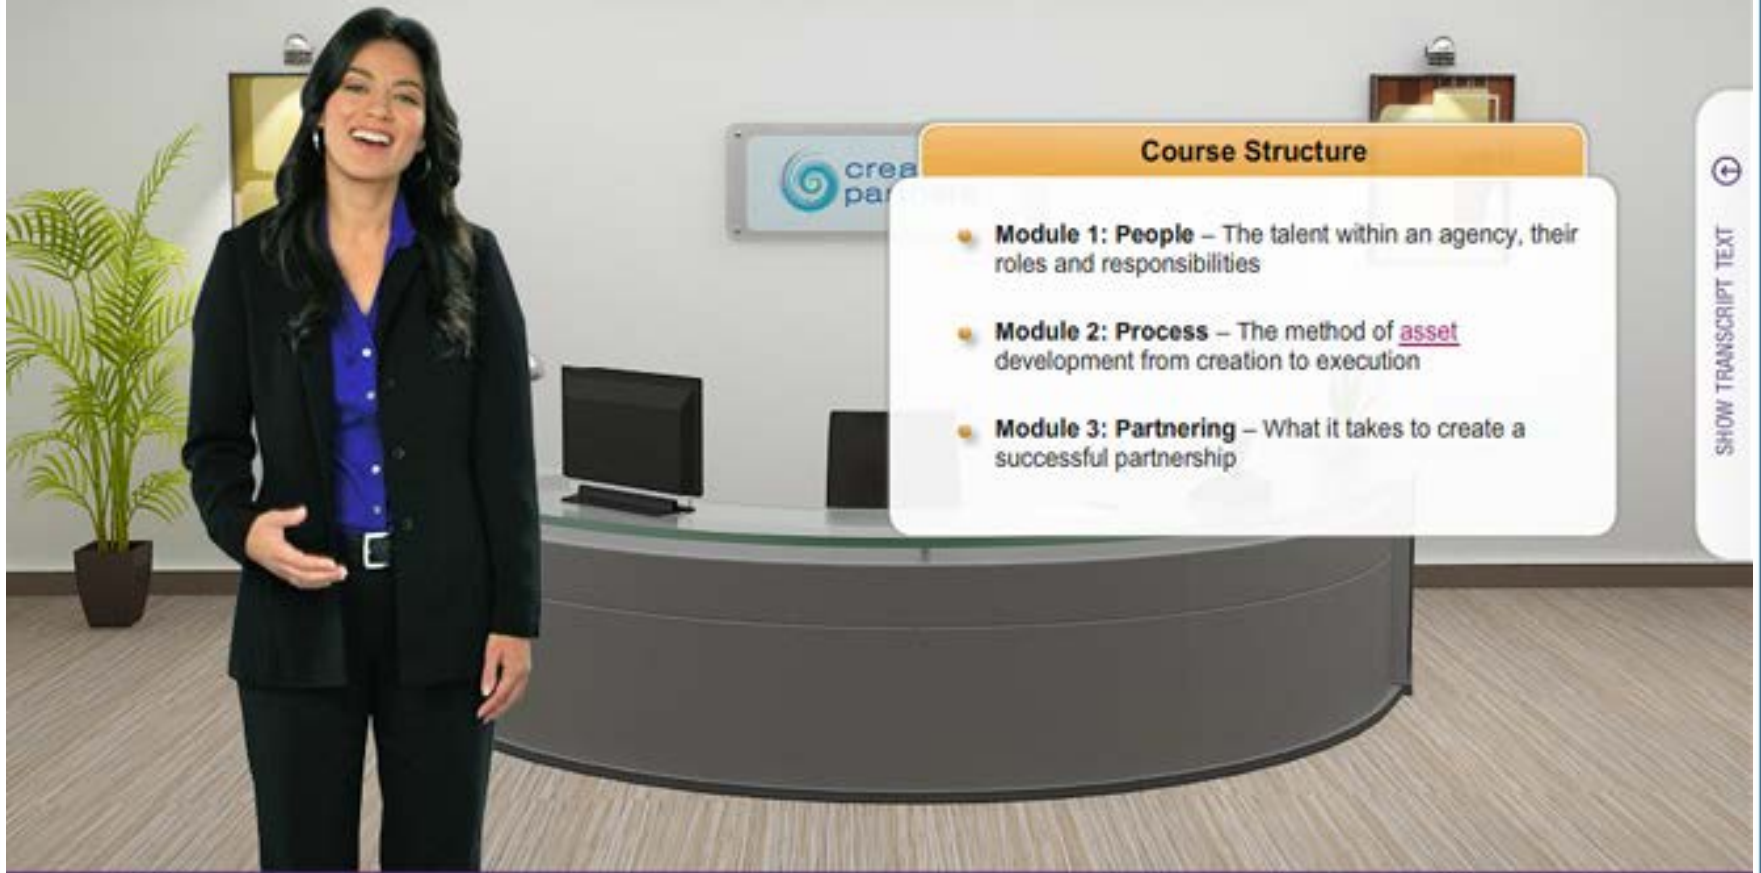 crea
Course Structure
Module 1: People – The talent within an agency, their
roles and responsibilities
Module 2: Process – The method of asset
development from creation to execution
Module 3: Partnering – What it takes to create a
successful partnership
SHOW TRANSCRIPT TEXT